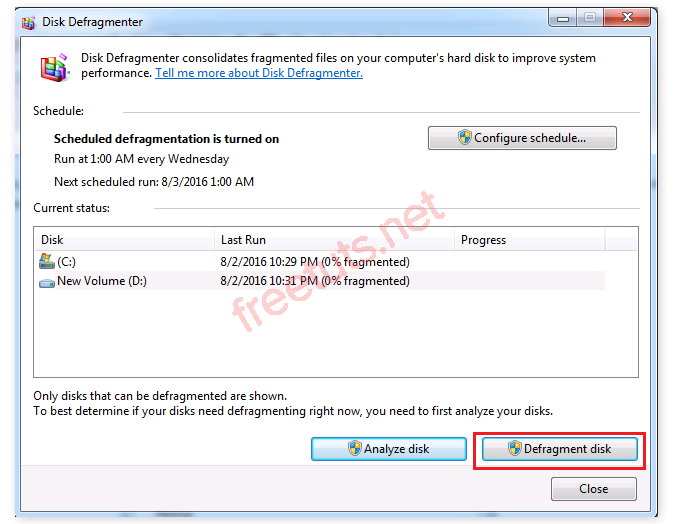 Disk Defragmenter
Disk Defragmenter consolidates fragmented files on your computer's hard disk to improve system
performance. Tell me more about Disk Defragmenter.
Schedule:
Scheduled defragmentation is turned on
Configure schedule...
Run at 1:00 AM every Wednesday
Next scheduled run: 8/3/2016 1:00 AM
Current status:
Disk Last Run Progress
(C:) 8/2/2016 10:29 PM (0% fragmented)
New Volume (D:) 8/2/2016 10:31 PM (0% fragmented)
freetuts.net
Only disks that can be defragmented are shown.
To best determine if your disks need defragmenting right now, you need to first analyze your disks.
Analyze disk Defragment disk
Close